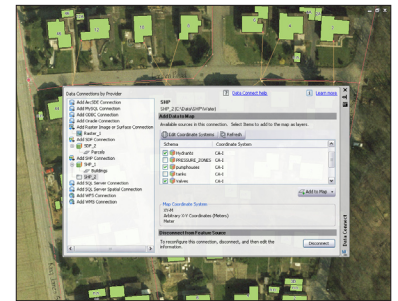 Data Connections by Provider
Add ArcSDE Connection
Add MySQL Connection
Add ODBC Connection
Add Oracle Connection
Add Raster Image or Surface Connection
Raster_1
Add SDF Connection
SDF_2
Parcels
Add SHP Connection
SHP_1
Buildings
SHP_2
Add SQL Server Connection
Add SQL Server Spatial Connection
Add WFS Connection
Add WMS Connection
Data Connect help
Learn more
SHP
SHP_2 (C:\Data\SHP\Water)
Add Data to Map
Available sources in this connection. Select items to add to the map as layers.
Edit Coordinate Systems
Refresh
Schema Coordinate System
Hydrants CA-I
PRESSURE_ZONES CA-I
pumphouses CA-I
tanks CA-I
Valves CA-I
Add to Map
Map Coordinate System
XY-M
Arbitrary X-Y Coordinates (Meters)
Meter
Disconnect from Feature Source
To reconfigure this connection, disconnect, and then edit the
information.
Disconnect
Data Connect